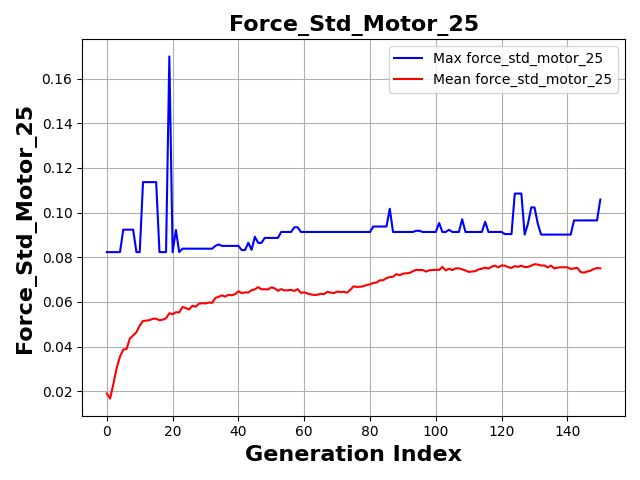 Force_Std_Motor_25
Max force_std_motor_25
Mean force_std_motor_25
Force_Std_Motor_25
0.16
0.14
0.12
0.10
0.08
0.06
0.04
0.02
0 20 40 60 80 100 120 140
Generation Index